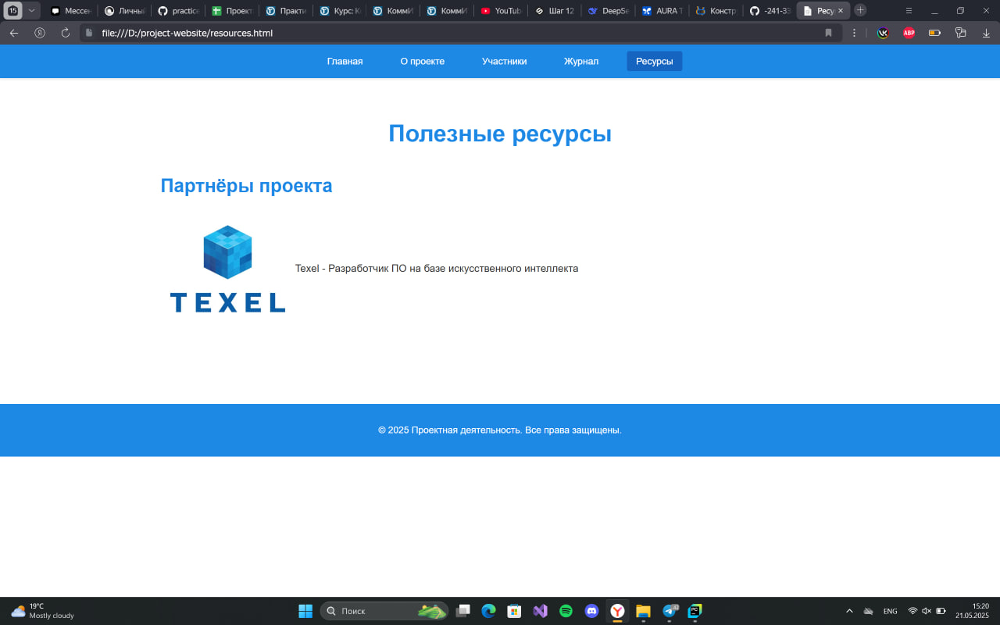 15
Мессен
Личный
practice
Проект
Практи
Курс: К
КоммИ
КоммИ
YouTub
Шаг 12
DeepSe
AURA T
Констр
-241-33
Ресу
file:///D:/project-website/resources.html
ABP
Главная
О проекте
Участники
Журнал
Ресурсы
Полезные ресурсы
Партнёры проекта
TEXEL
Texel - Разработчик ПО на базе искусственного интеллекта
© 2025 Проектная деятельность. Все права защищены.
19°C
Mostly cloudy
Поиск
ENG
15:20
21.05.2025